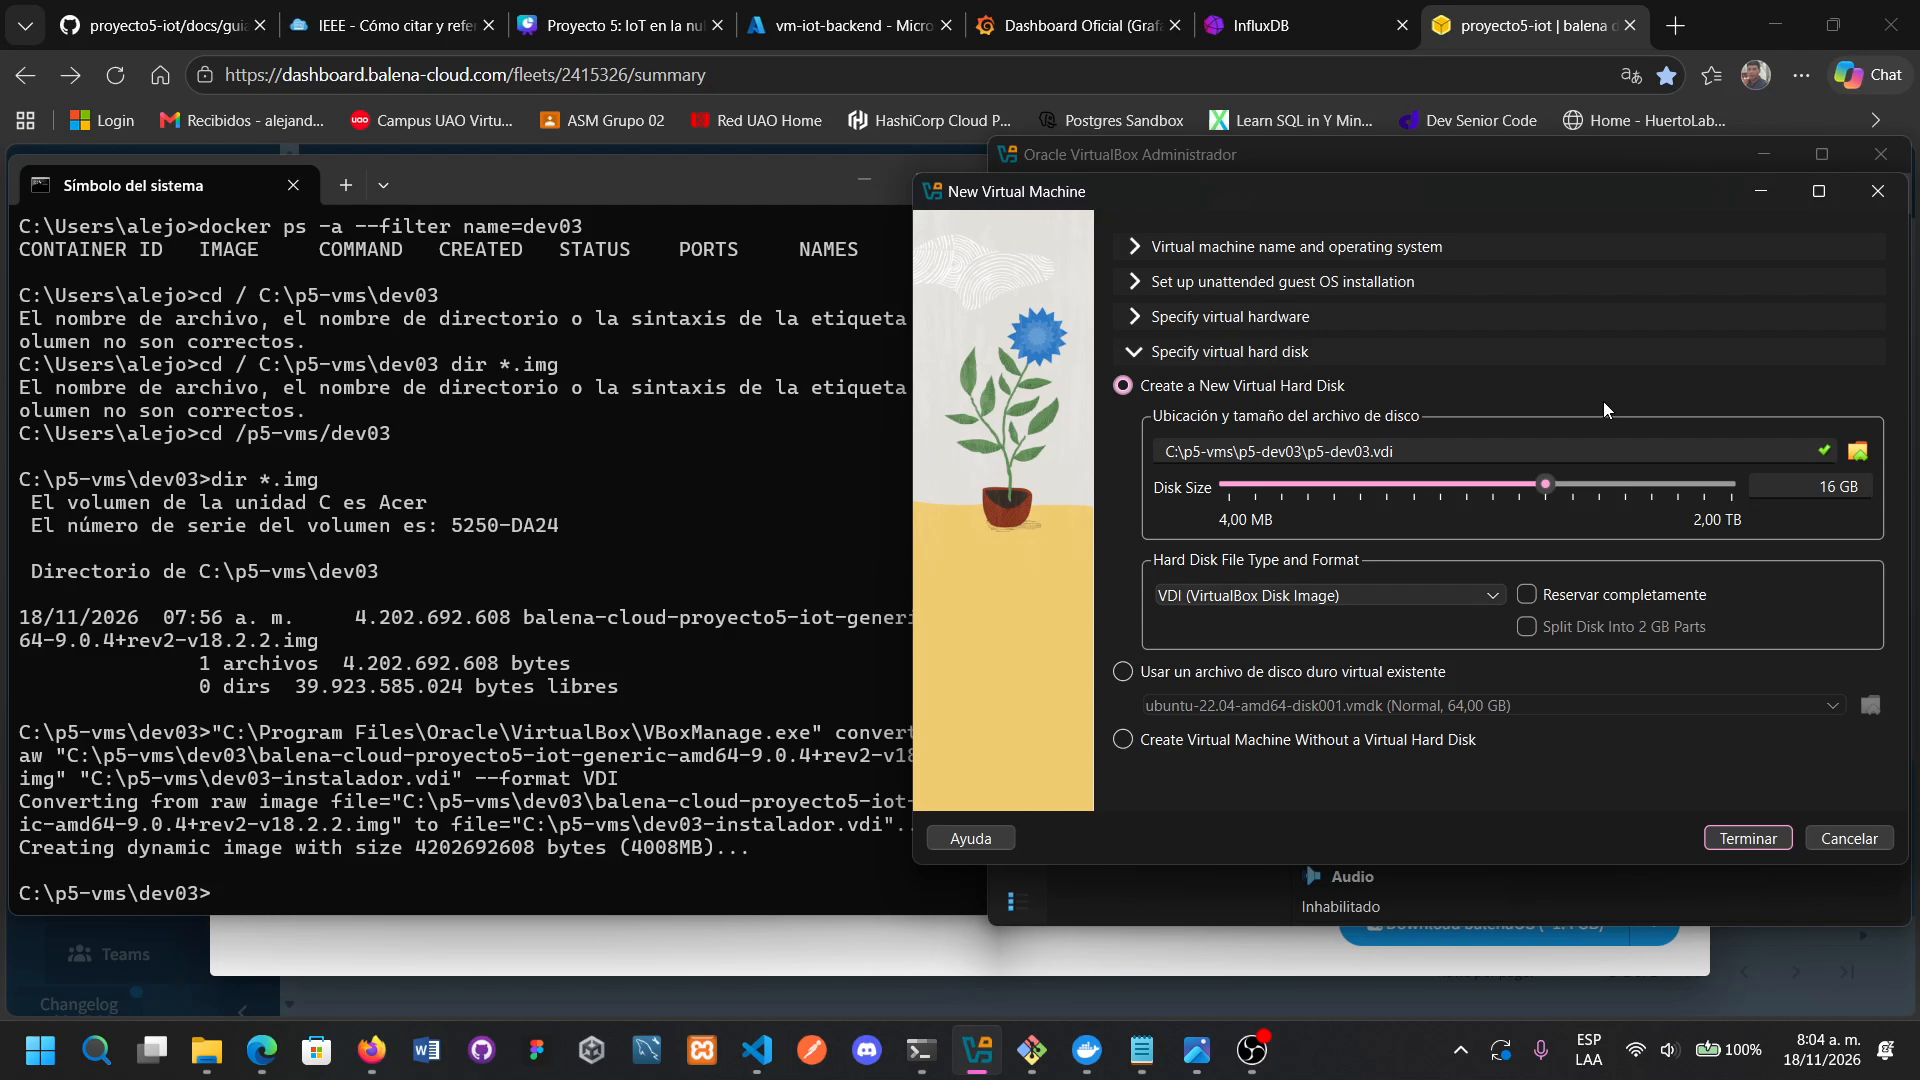 proyecto5-iot/docs/guia
IEEE - Cómo citar y refer
Proyecto 5: IoT en la nub
vm-iot-backend - Micro
Dashboard Oficial (Grafa
InfluxDB
proyecto5-iot | balena d
https://dashboard.balena-cloud.com/fleets/2415326/summary
Chat
Login
Recibidos - alejand...
Campus UAO Virtu...
ASM Grupo 02
Red UAO Home
HashiCorp Cloud P...
Postgres Sandbox
Learn SQL in Y Min...
Dev Senior Code
Home - HuertoLab...
Oracle VirtualBox Administrador
Símbolo del sistema
New Virtual Machine
C:\Users\alejo>docker ps -a --filter name=dev03
CONTAINER ID   IMAGE     COMMAND   CREATED   STATUS    PORTS     NAMES
C:\Users\alejo>cd / C:\p5-vms\dev03
El nombre de archivo, el nombre de directorio o la sintaxis de la etiqueta
olumen no son correctos.
C:\Users\alejo>cd / C:\p5-vms\dev03 dir *.img
El nombre de archivo, el nombre de directorio o la sintaxis de la etiqueta
olumen no son correctos.
C:\Users\alejo>cd /p5-vms/dev03
C:\p5-vms\dev03>dir *.img
El volumen de la unidad C es Acer
El número de serie del volumen es: 5250-DA24
Directorio de C:\p5-vms\dev03
18/11/2026  07:56 a. m.     4.202.692.608 balena-cloud-proyecto5-iot-generi
64-9.0.4+rev2-v18.2.2.img
1 archivos  4.202.692.608 bytes
0 dirs  39.923.585.024 bytes libres
C:\p5-vms\dev03>"C:\Program Files\Oracle\VirtualBox\VBoxManage.exe" convert
aw "C:\p5-vms\dev03\balena-cloud-proyecto5-iot-generic-amd64-9.0.4+rev2-v18
img" "C:\p5-vms\dev03-instalador.vdi" --format VDI
Converting from raw image file="C:\p5-vms\dev03\balena-cloud-proyecto5-iot-
ic-amd64-9.0.4+rev2-v18.2.2.img" to file="C:\p5-vms\dev03-instalador.vdi"..
Creating dynamic image with size 4202692608 bytes (4008MB)...
C:\p5-vms\dev03>
Virtual machine name and operating system
Set up unattended guest OS installation
Specify virtual hardware
Specify virtual hard disk
Create a New Virtual Hard Disk
Ubicación y tamaño del archivo de disco
C:\p5-vms\p5-dev03\p5-dev03.vdi
Disk Size
16 GB
4,00 MB
2,00 TB
Hard Disk File Type and Format
VDI (VirtualBox Disk Image)
Reservar completamente
Split Disk Into 2 GB Parts
Usar un archivo de disco duro virtual existente
ubuntu-22.04-amd64-disk001.vmdk (Normal, 64,00 GB)
Create Virtual Machine Without a Virtual Hard Disk
Ayuda
Terminar
Cancelar
Audio
Inhabilitado
Teams
Changelog
ESP
LAA
100%
8:04 a. m.
18/11/2026